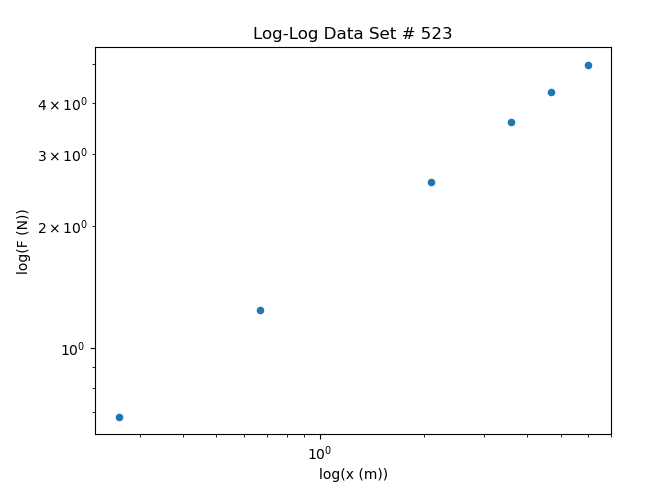 Log-Log Data Set # 523
4 × 10⁰
3 × 10⁰
2 × 10⁰
10⁰
log(F (N))
10⁰
log(x (m))